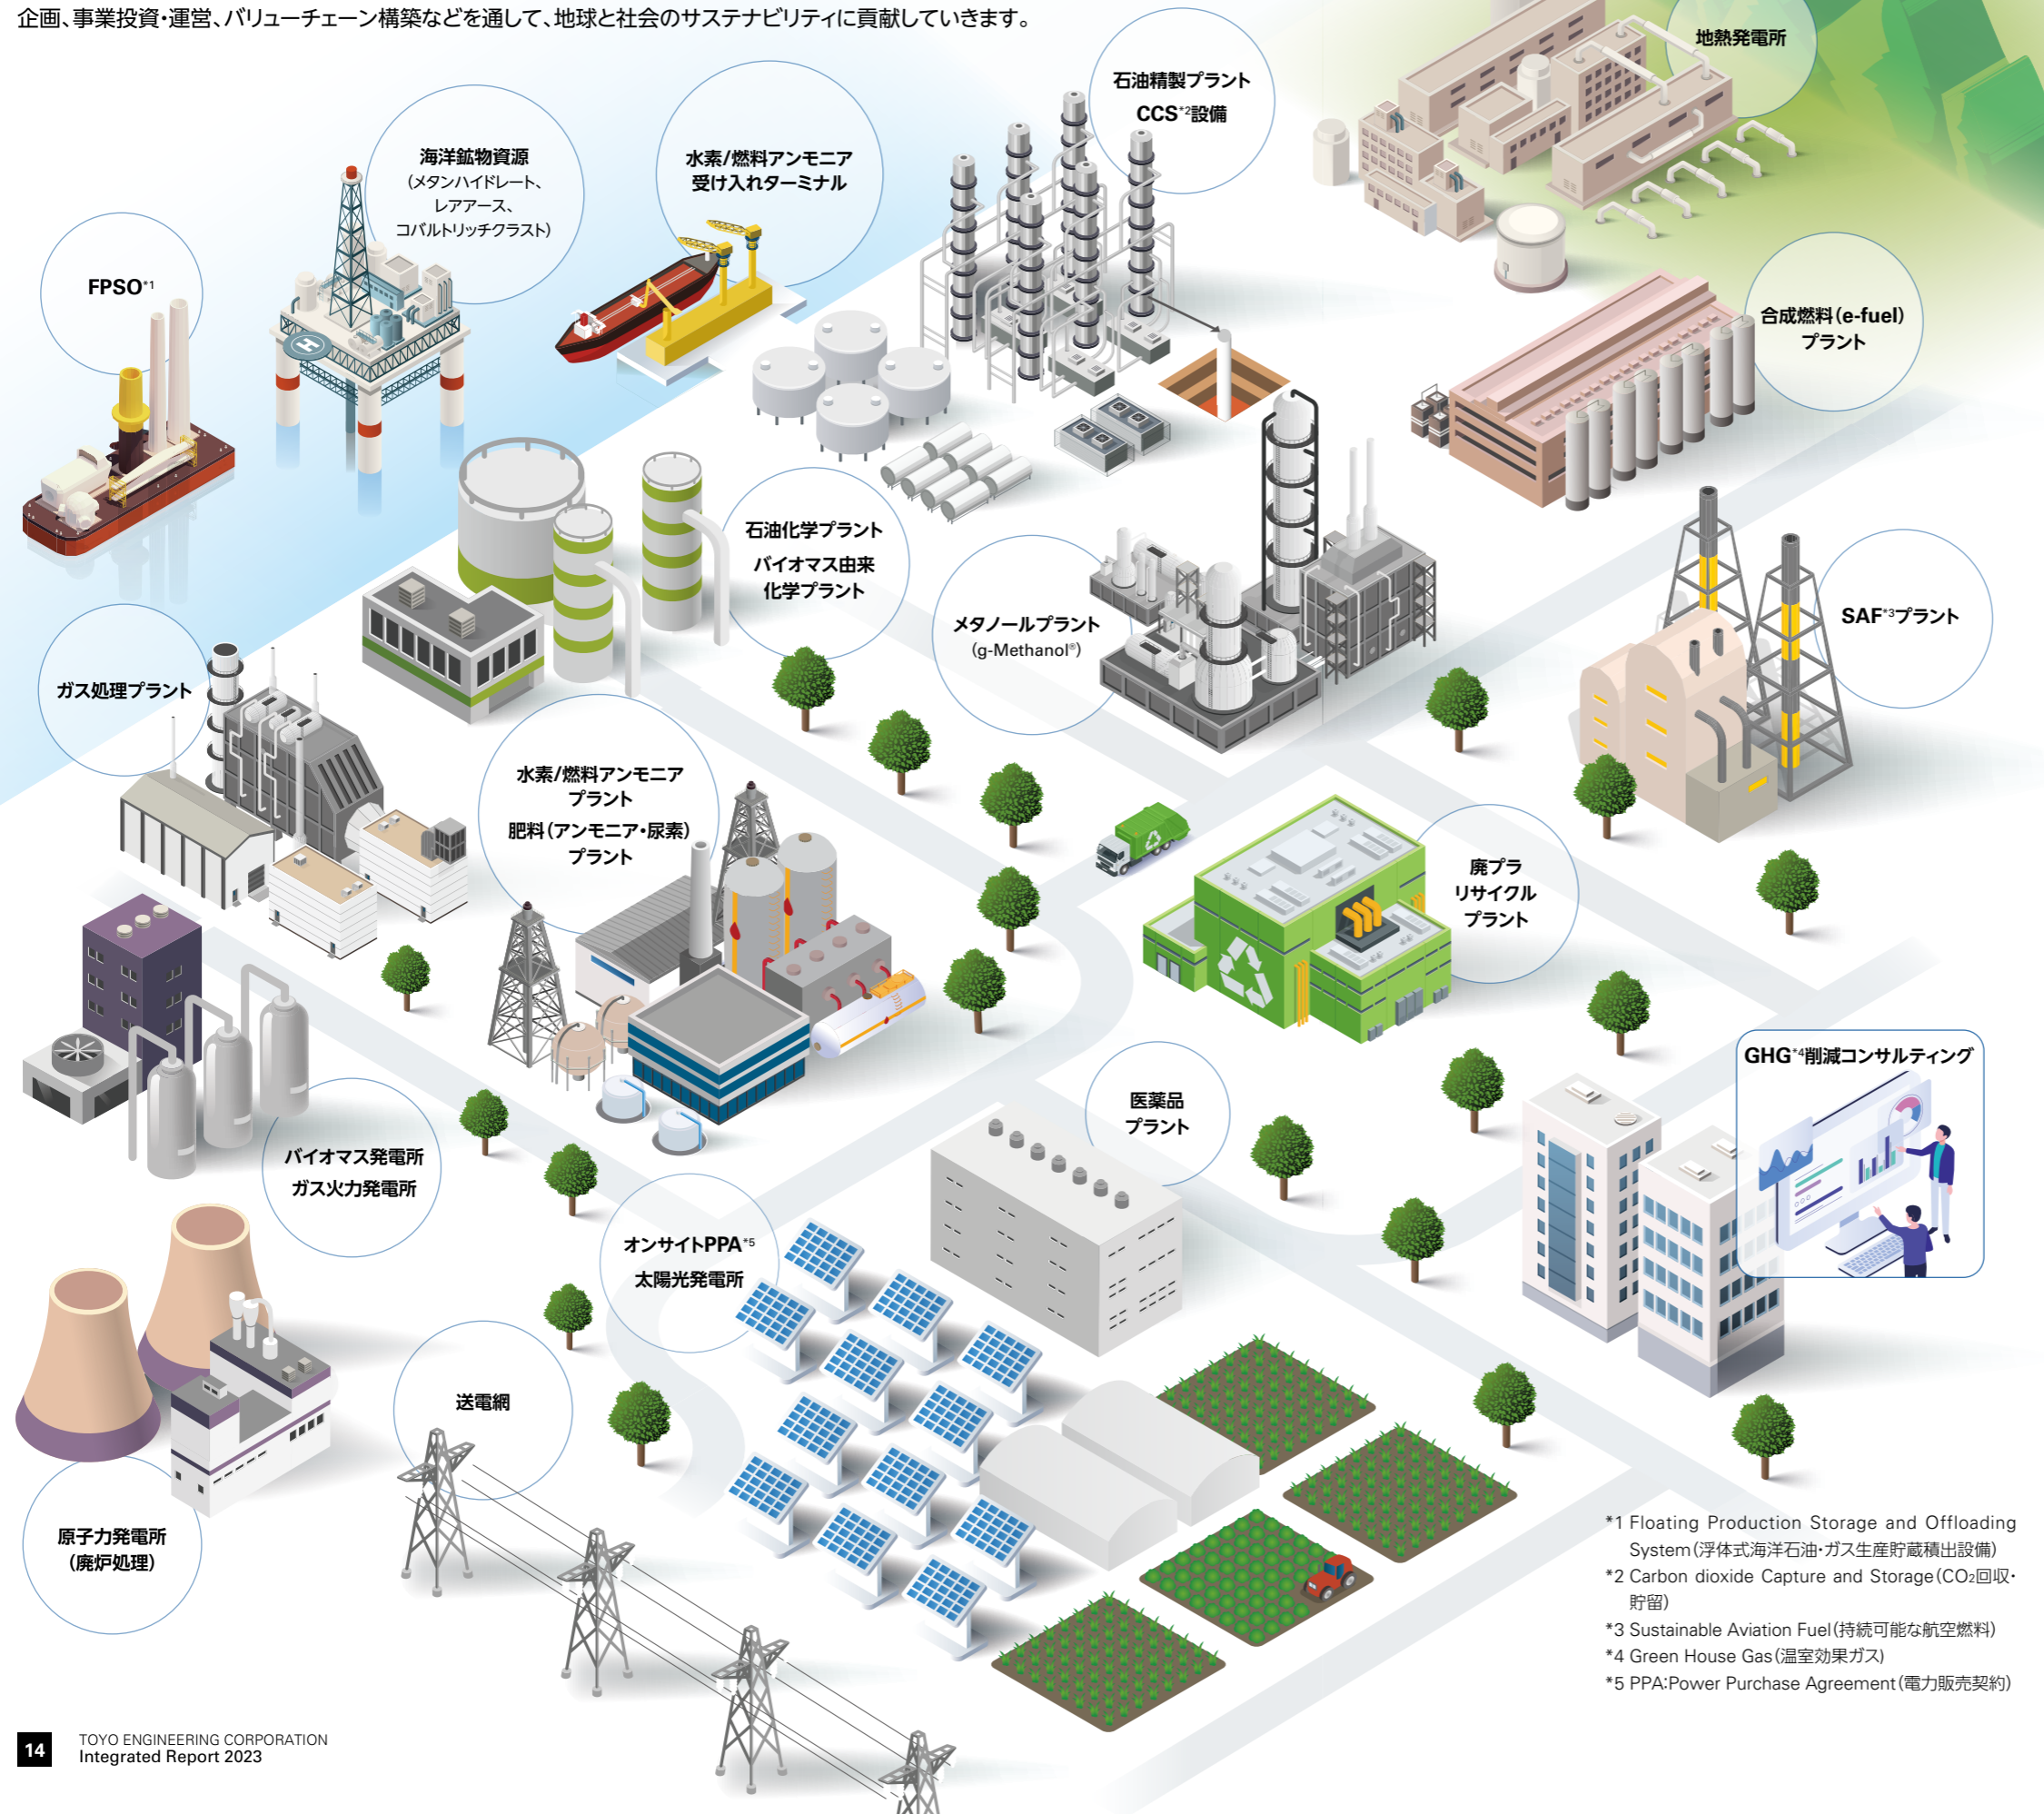 企画、事業投資・運営、バリューチェーン構築などを通して、地球と社会のサステナビリティに貢献していきます。
地熱発電所
石油精製プラント
CCS*2設備
海洋鉱物資源
(メタンハイドレート、
レアアース、
コバルトリッチクラスト)
水素/燃料アンモニア
受け入れターミナル
FPSO*1
合成燃料(e-fuel)
プラント
石油化学プラント
バイオマス由来
化学プラント
メタノールプラント
(g-Methanol®)
SAF*3プラント
ガス処理プラント
水素/燃料アンモニア
プラント
肥料(アンモニア・尿素)
プラント
廃プラ
リサイクル
プラント
GHG*4削減コンサルティング
医薬品
プラント
バイオマス発電所
ガス火力発電所
オンサイトPPA*5
太陽光発電所
送電網
原子力発電所
(廃炉処理)
*1 Floating Production Storage and Offloading
System(浮体式海洋石油・ガス生産貯蔵積出設備)
*2 Carbon dioxide Capture and Storage(CO2回収・
貯留)
*3 Sustainable Aviation Fuel(持続可能な航空燃料)
*4 Green House Gas(温室効果ガス)
*5 PPA:Power Purchase Agreement(電力販売契約)
14
TOYO ENGINEERING CORPORATION
Integrated Report 2023